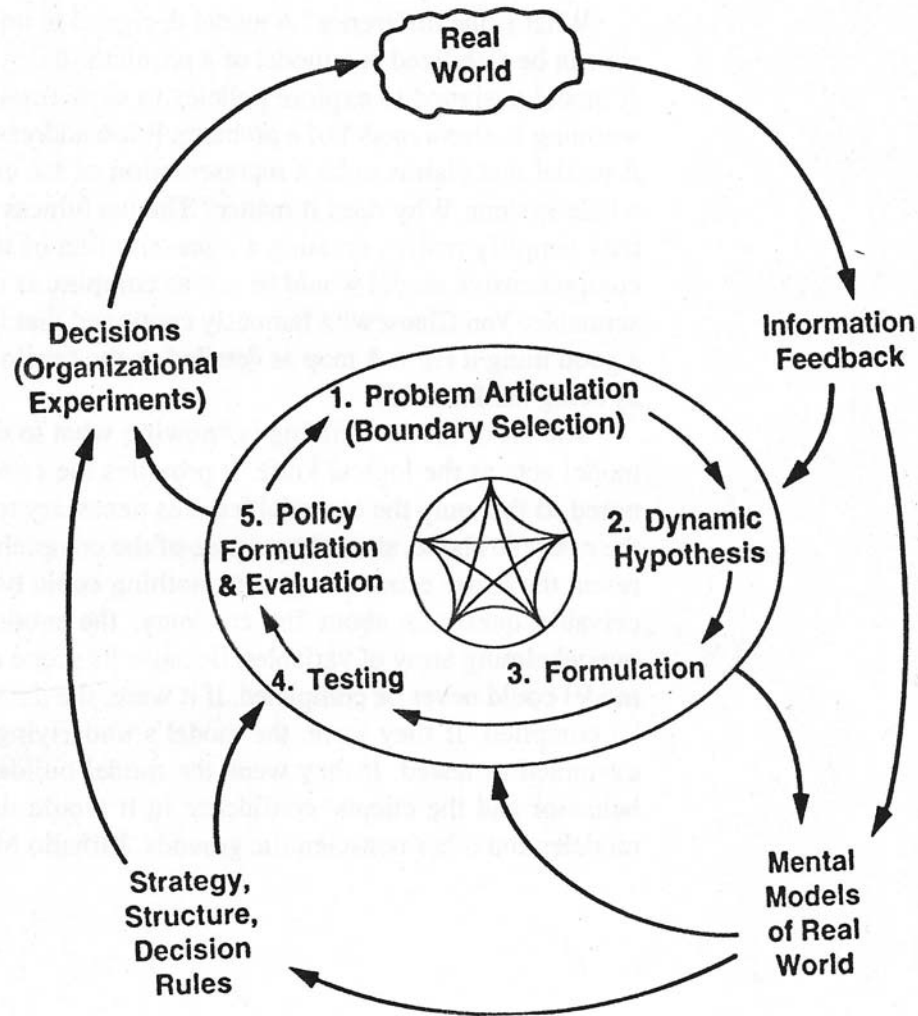 Real
World
Decisions
(Organizational
Experiments)
Information
Feedback
1. Problem Articulation
(Boundary Selection)
5. Policy
Formulation
& Evaluation
2. Dynamic
Hypothesis
4. Testing
3. Formulation
Strategy,
Structure,
Decision
Rules
Mental
Models
of Real
World